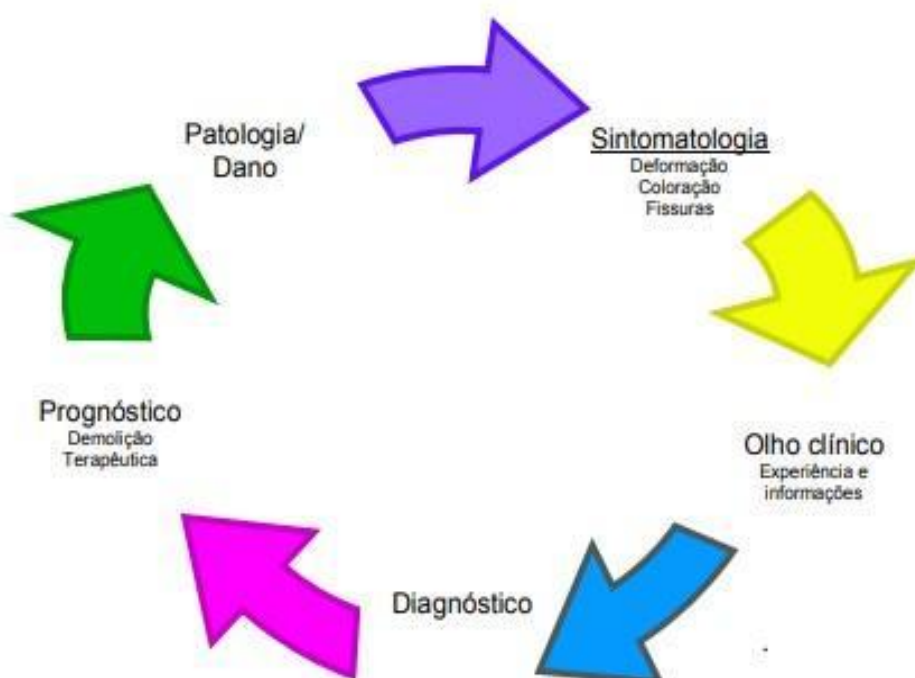 Patologia/
Dano
Sintomatologia
Deformação
Coloração
Fissuras
Olho clínico
Experiência e
informações
Diagnóstico
Prognóstico
Demolição
Terapêutica